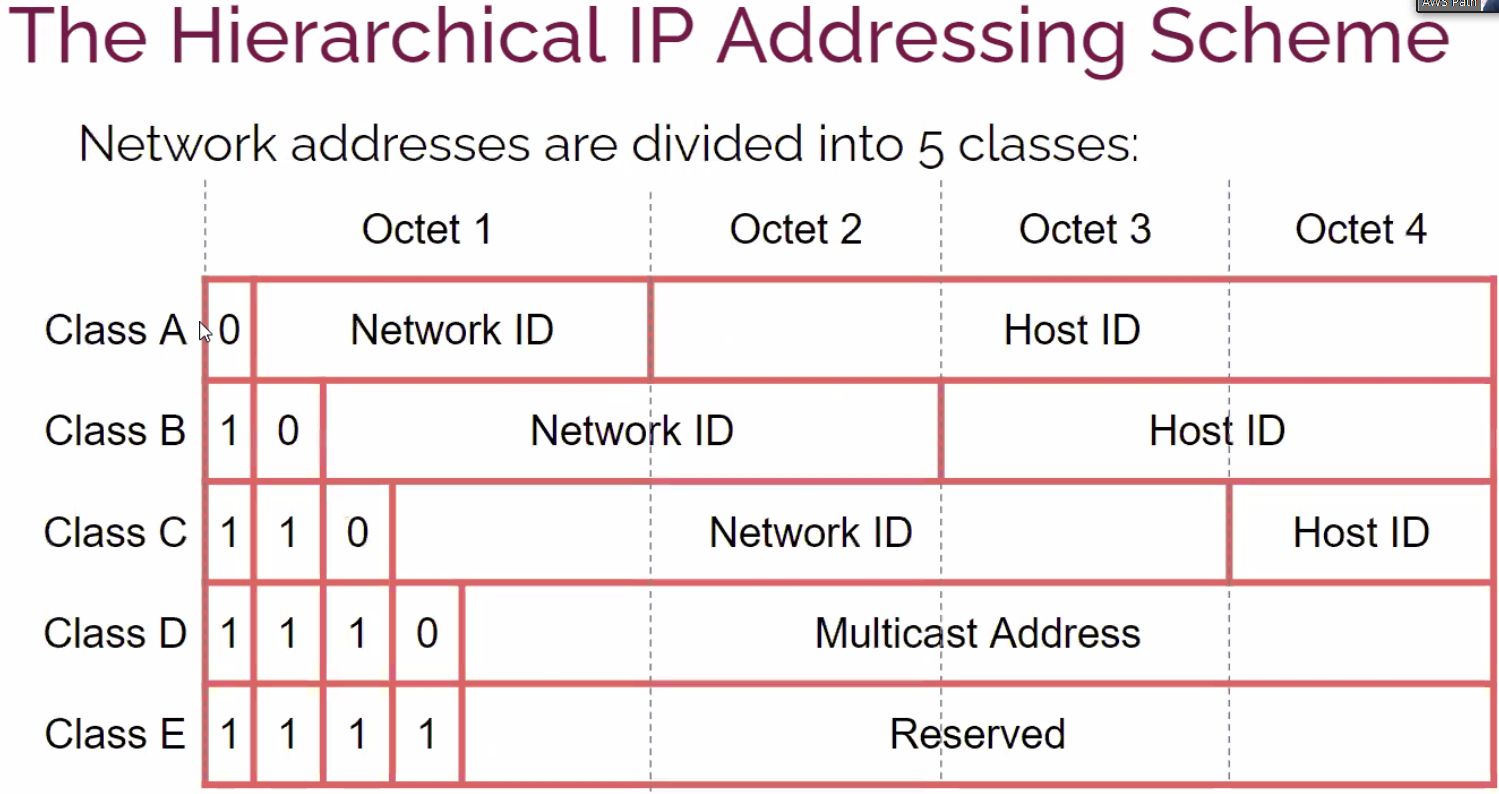 AWS Path
The Hierarchical IP Addressing Scheme
Network addresses are divided into 5 classes:
Octet 1 Octet 2 Octet 3 Octet 4
Class A 0 Network ID Host ID
Class B 1 0 Network ID Host ID
Class C 1 1 0 Network ID Host ID
Class D 1 1 1 0 Multicast Address
Class E 1 1 1 1 Reserved